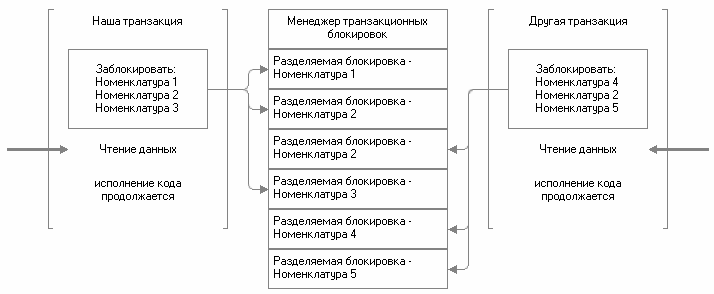 Наша транзакция
Заблокировать:
Номенклатура 1
Номенклатура 2
Номенклатура 3
Чтение данных
исполнение кода
продолжается
Менеджер транзакционных
блокировок
Разделяемая блокировка -
Номенклатура 1
Разделяемая блокировка -
Номенклатура 2
Разделяемая блокировка -
Номенклатура 2
Разделяемая блокировка -
Номенклатура 3
Разделяемая блокировка -
Номенклатура 4
Разделяемая блокировка -
Номенклатура 5
Другая транзакция
Заблокировать:
Номенклатура 4
Номенклатура 2
Номенклатура 5
Чтение данных
исполнение кода
продолжается